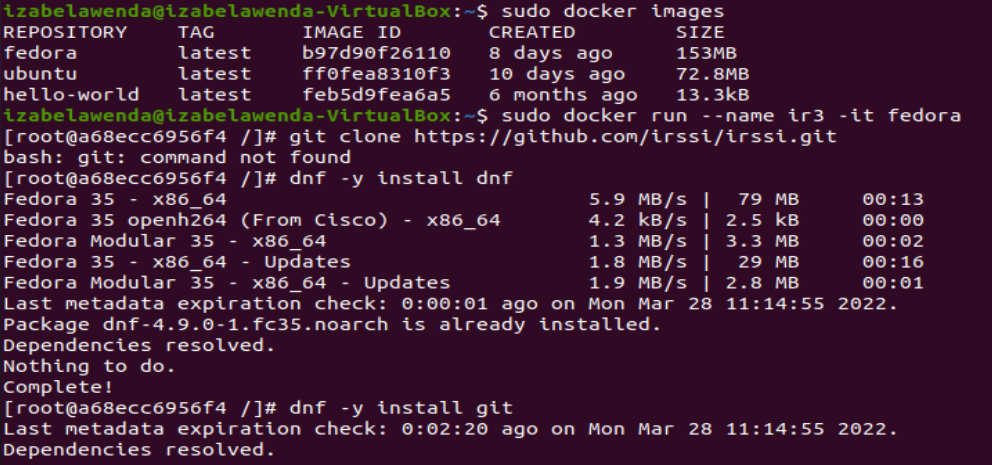 izabelawenda@izabelawenda-VirtualBox:~$ sudo docker images
REPOSITORY    TAG       IMAGE ID       CREATED        SIZE
fedora        latest    b97d90f26110   8 days ago     153MB
ubuntu        latest    ff0fea8310f3   10 days ago    72.8MB
hello-world   latest    feb5d9fea6a5   6 months ago   13.3kB
izabelawenda@izabelawenda-VirtualBox:~$ sudo docker run --name ir3 -it fedora
[root@a68ecc6956f4 /]# git clone https://github.com/irssi/irssi.git
bash: git: command not found
[root@a68ecc6956f4 /]# dnf -y install dnf
Fedora 35 - x86_64                              5.9 MB/s |  79 MB     00:13
Fedora 35 openh264 (From Cisco) - x86_64        4.2 kB/s | 2.5 kB     00:00
Fedora Modular 35 - x86_64                      1.3 MB/s | 3.3 MB     00:02
Fedora 35 - x86_64 - Updates                    1.8 MB/s |  29 MB     00:16
Fedora Modular 35 - x86_64 - Updates            1.9 MB/s | 2.8 MB     00:01
Last metadata expiration check: 0:00:01 ago on Mon Mar 28 11:14:55 2022.
Package dnf-4.9.0-1.fc35.noarch is already installed.
Dependencies resolved.
Nothing to do.
Complete!
[root@a68ecc6956f4 /]# dnf -y install git
Last metadata expiration check: 0:02:20 ago on Mon Mar 28 11:14:55 2022.
Dependencies resolved.